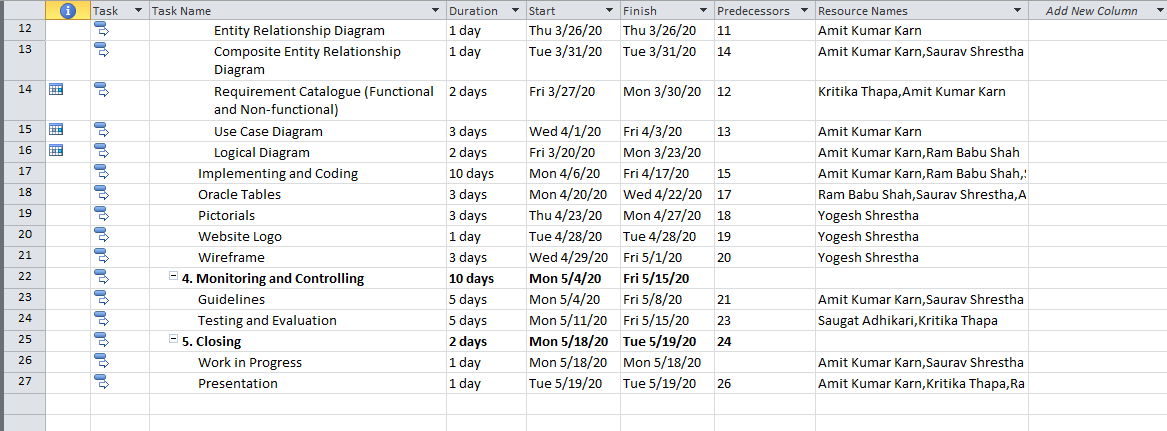 Task Task Name Duration Start Finish Predecessors Resource Names Add New Column
12 Entity Relationship Diagram 1 day Thu 3/26/20 Thu 3/26/20 11 Amit Kumar Karn
13 Composite Entity Relationship 1 day Tue 3/31/20 Tue 3/31/20 14 Amit Kumar Karn,Saurav Shrestha
Diagram
14 Requirement Catalogue (Functional 2 days Fri 3/27/20 Mon 3/30/20 12 Kritika Thapa,Amit Kumar Karn
and Non-functional)
15 Use Case Diagram 3 days Wed 4/1/20 Fri 4/3/20 13 Amit Kumar Karn
16 Logical Diagram 2 days Fri 3/20/20 Mon 3/23/20 Amit Kumar Karn,Ram Babu Shah
17 Implementing and Coding 10 days Mon 4/6/20 Fri 4/17/20 15 Amit Kumar Karn,Ram Babu Shah,
18 Oracle Tables 3 days Mon 4/20/20 Wed 4/22/20 17 Ram Babu Shah,Saurav Shrestha,A
19 Pictorials 3 days Thu 4/23/20 Mon 4/27/20 18 Yogesh Shrestha
20 Website Logo 1 day Tue 4/28/20 Tue 4/28/20 19 Yogesh Shrestha
21 Wireframe 3 days Wed 4/29/20 Fri 5/1/20 20 Yogesh Shrestha
22 4. Monitoring and Controlling 10 days Mon 5/4/20 Fri 5/15/20
23 Guidelines 5 days Mon 5/4/20 Fri 5/8/20 21 Amit Kumar Karn,Saurav Shrestha
24 Testing and Evaluation 5 days Mon 5/11/20 Fri 5/15/20 23 Saugat Adhikari,Kritika Thapa
25 5. Closing 2 days Mon 5/18/20 Tue 5/19/20 24
26 Work in Progress 1 day Mon 5/18/20 Mon 5/18/20 Amit Kumar Karn,Saurav Shrestha
27 Presentation 1 day Tue 5/19/20 Tue 5/19/20 26 Amit Kumar Karn,Kritika Thapa,Ra